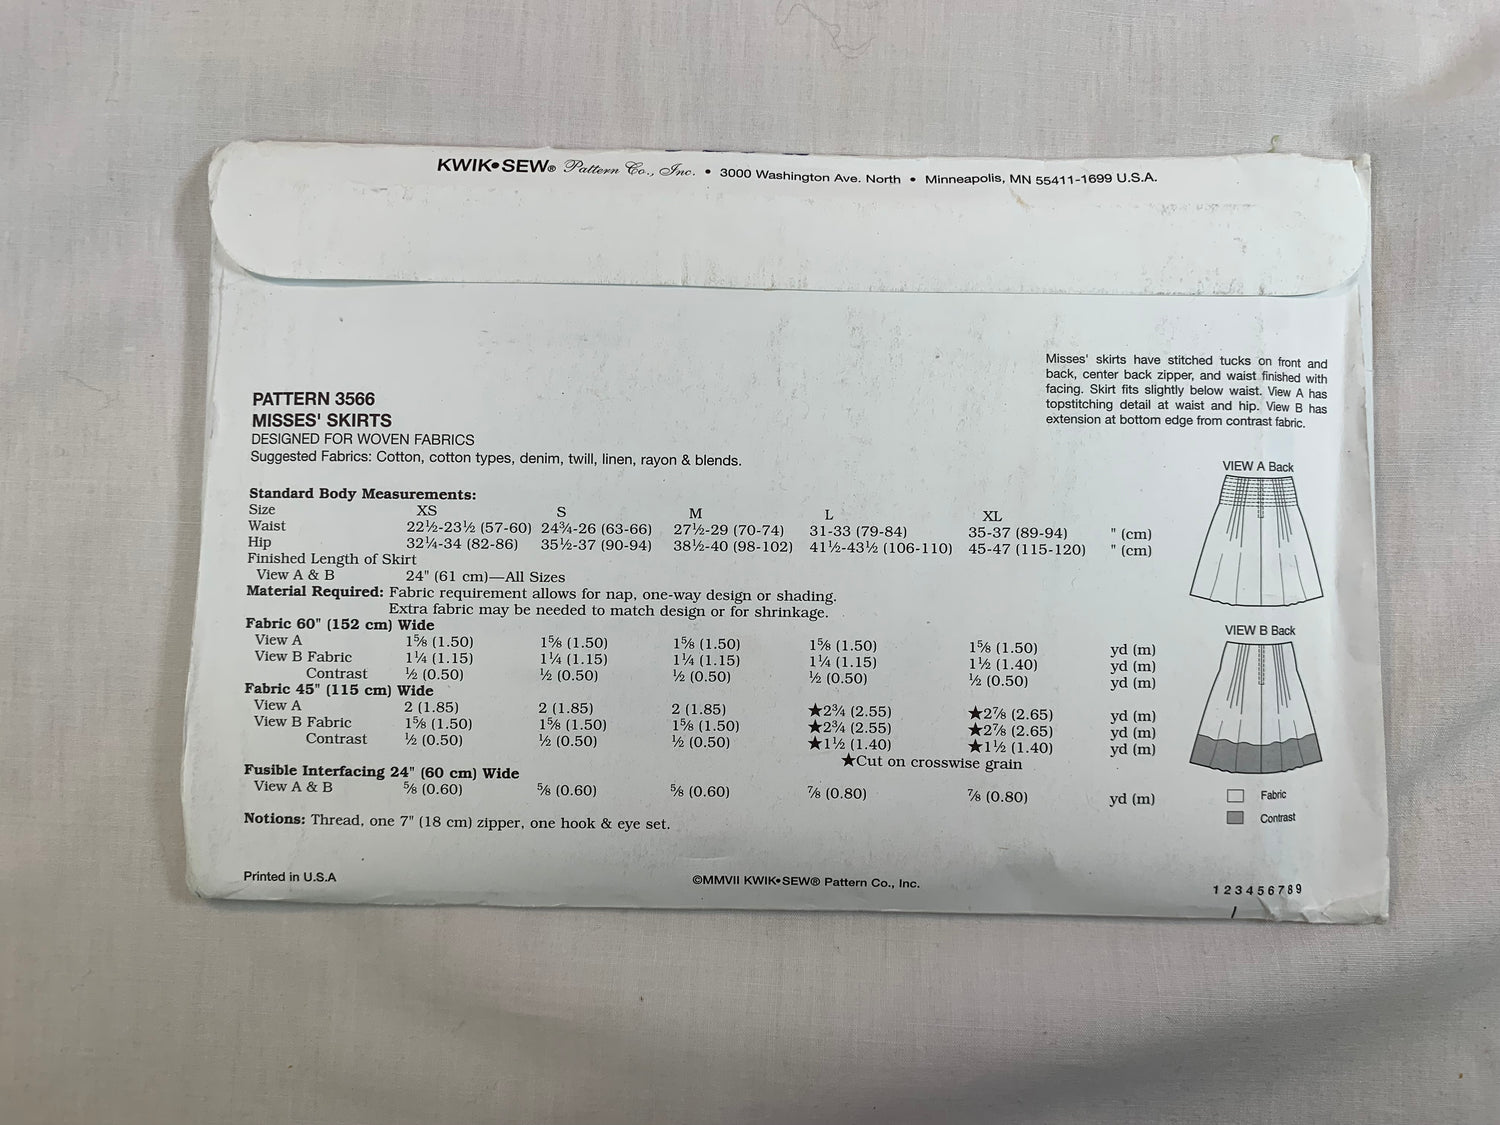 KWIK•SEW® Pattern Co., Inc. • 3000 Washington Ave. North • Minneapolis, MN 55411-1699 U.S.A.
Misses' skirts have stitched tucks on front and
back, center back zipper, and waist finished with
facing. Skirt fits slightly below waist. View A has
topstitching detail at waist and hip. View B has
extension at bottom edge from contrast fabric.
PATTERN 3566
MISSES' SKIRTS
DESIGNED FOR WOVEN FABRICS
Suggested Fabrics: Cotton, cotton types, denim, twill, linen, rayon & blends.
Standard Body Measurements:
Size XS S M L XL
Waist 22½-23½ (57-60) 24¾-26 (63-66) 27½-29 (70-74) 31-33 (79-84) 35-37 (89-94) " (cm)
Hip 32¼-34 (82-86) 35½-37 (90-94) 38½-40 (98-102) 41½-43½ (106-110) 45-47 (115-120) " (cm)
Finished Length of Skirt
View A & B 24" (61 cm)—All Sizes
Material Required: Fabric requirement allows for nap, one-way design or shading.
Extra fabric may be needed to match design or for shrinkage.
Fabric 60" (152 cm) Wide
View A 1⅝ (1.50) 1⅝ (1.50) 1⅝ (1.50) 1⅝ (1.50) 1⅝ (1.50) yd (m)
View B Fabric 1¼ (1.15) 1¼ (1.15) 1¼ (1.15) 1¼ (1.15) 1½ (1.40) yd (m)
Contrast ½ (0.50) ½ (0.50) ½ (0.50) ½ (0.50) ½ (0.50) yd (m)
Fabric 45" (115 cm) Wide
View A 2 (1.85) 2 (1.85) 2 (1.85) ★2¾ (2.55) ★2⅞ (2.65) yd (m)
View B Fabric 1⅝ (1.50) 1⅝ (1.50) 1⅝ (1.50) ★2¾ (2.55) ★2⅞ (2.65) yd (m)
Contrast ½ (0.50) ½ (0.50) ½ (0.50) ★1½ (1.40) ★1½ (1.40) yd (m)
★Cut on crosswise grain
Fusible Interfacing 24" (60 cm) Wide
View A & B ⅝ (0.60) ⅝ (0.60) ⅝ (0.60) ⅞ (0.80) ⅞ (0.80) yd (m)
Notions: Thread, one 7" (18 cm) zipper, one hook & eye set.
VIEW A Back
VIEW B Back
Fabric
Contrast
Printed in U.S.A
©MMVII KWIK•SEW® Pattern Co., Inc.
1 2 3 4 5 6 7 8 9